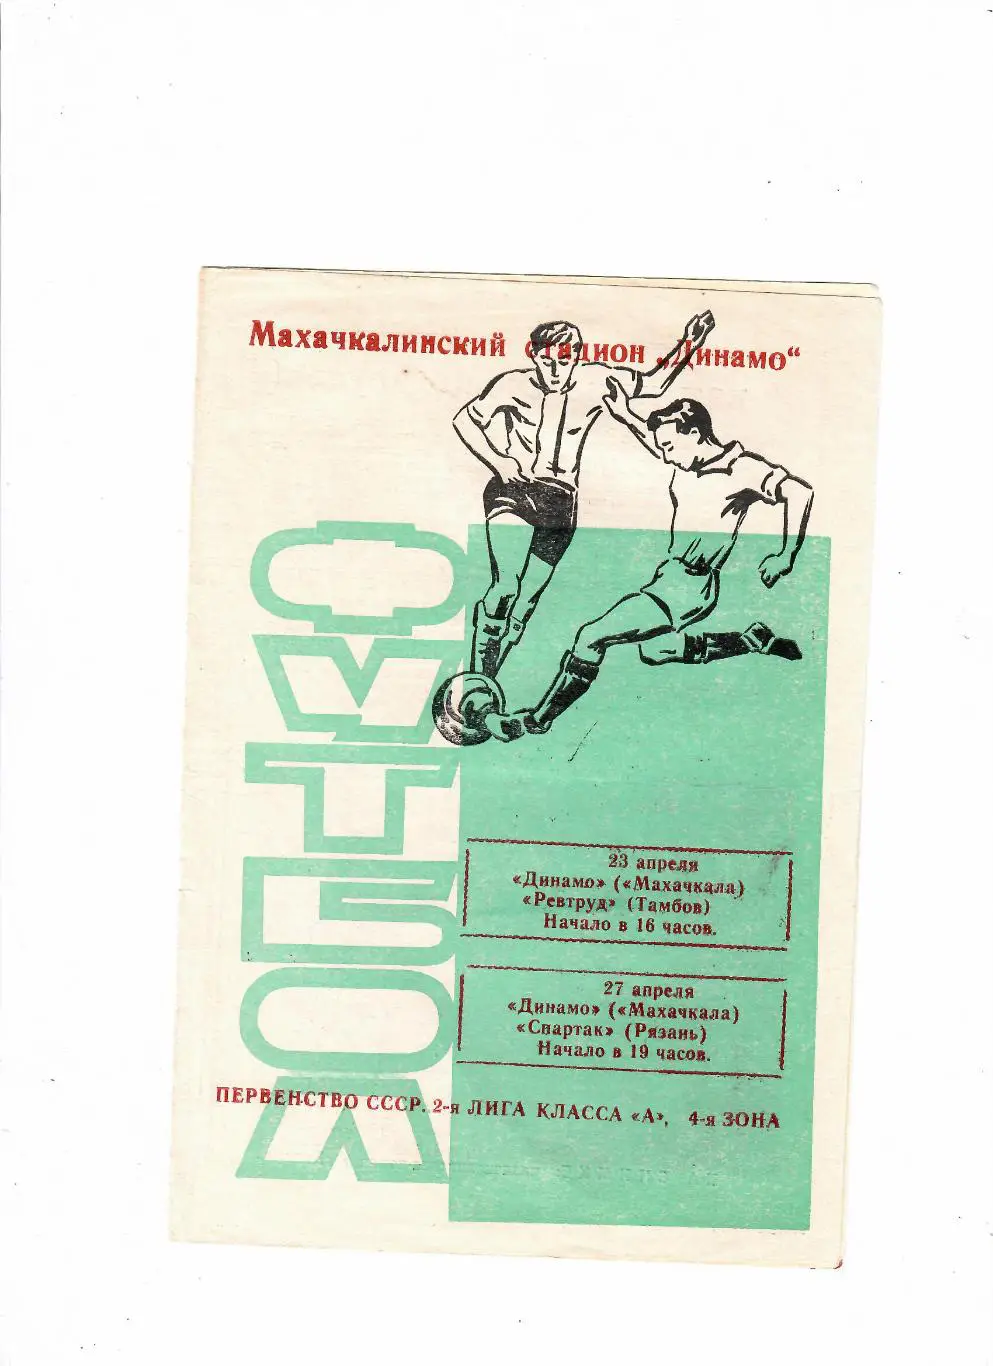 Махачкалинский стадион „Динамо“
ФУТБОЛ
23 апреля
«Динамо» («Махачкала)
«Ревтруд» (Тамбов)
Начало в 16 часов.
27 апреля
«Динамо» («Махачкала)
«Спартак» (Рязань)
Начало в 19 часов.
ПЕРВЕНСТВО СССР. 2-я ЛИГА КЛАССА «А», 4-я ЗОНА